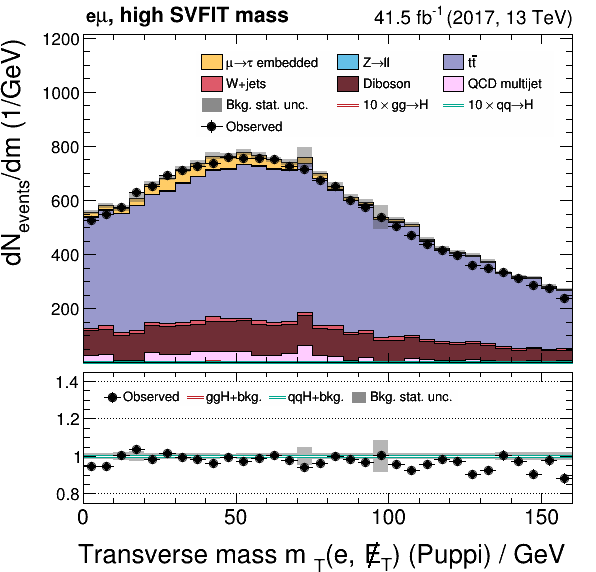 eμ, high SVFIT mass 41.5 fb⁻¹ (2017, 13 TeV)
dN_events/dm (1/GeV)
1200
1000
800
600
400
200
μ→τ embedded Z→ll tt̄
W+jets Diboson QCD multijet
Bkg. stat. unc. 10 × gg→H 10 × qq→H
Observed
1.4
1.2
1
0.8
Observed ggH+bkg. qqH+bkg. Bkg. stat. unc.
0 50 100 150
Transverse mass m_T(e, E̸_T) (Puppi) / GeV